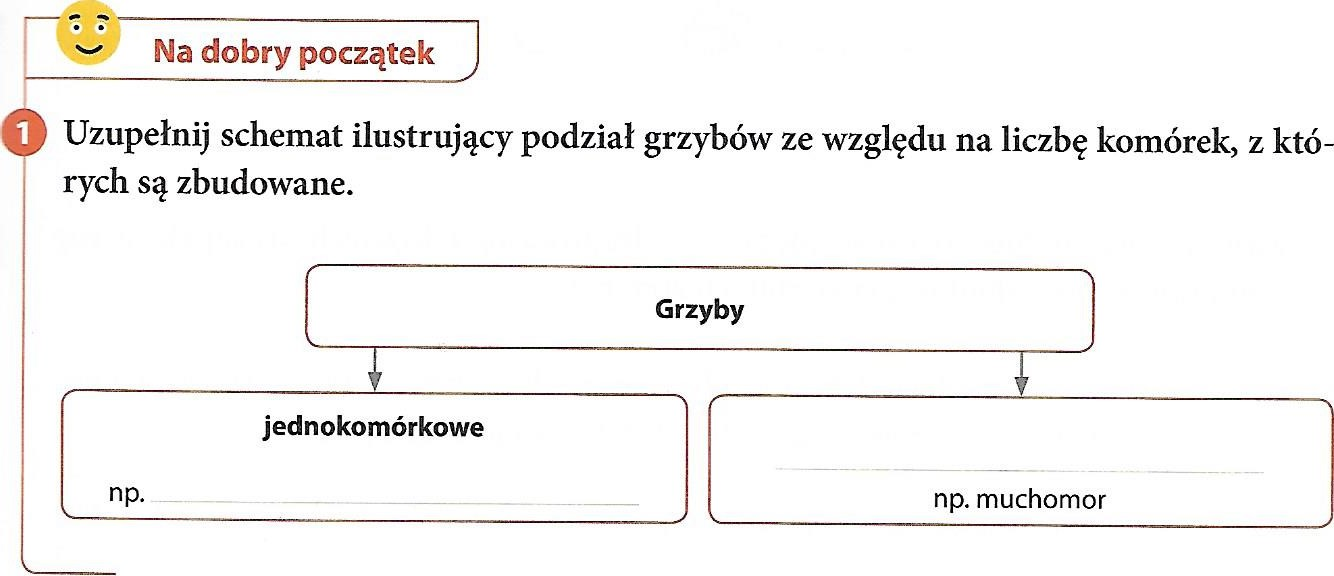 Na dobry początek
1 Uzupełnij schemat ilustrujący podział grzybów ze względu na liczbę komórek, z któ-
rych są zbudowane.
Grzyby
jednokomórkowe
np.
np. muchomor